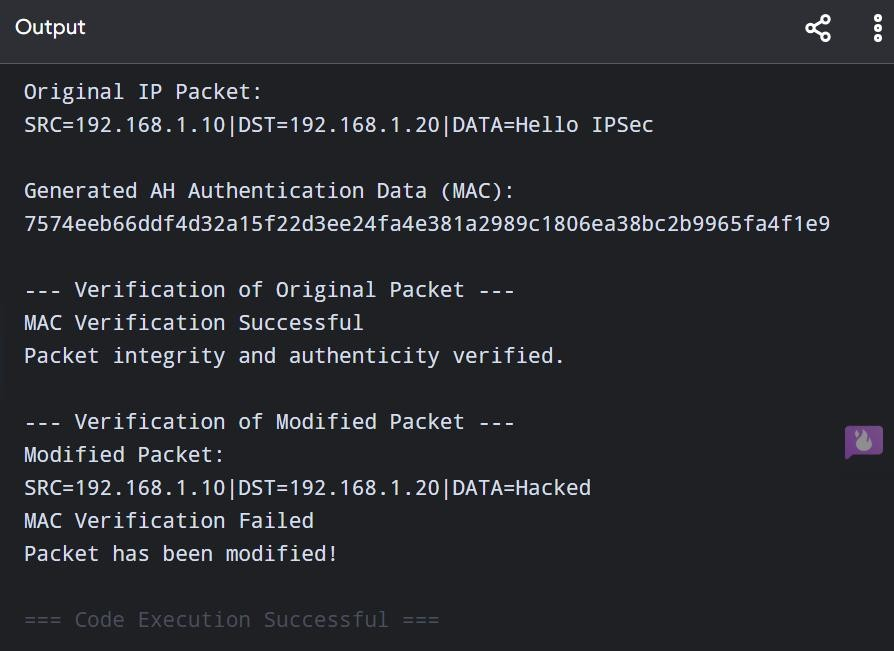 Output
Original IP Packet:
SRC=192.168.1.10|DST=192.168.1.20|DATA=Hello IPSec
Generated AH Authentication Data (MAC):
7574eeb66ddf4d32a15f22d3ee24fa4e381a2989c1806ea38bc2b9965fa4f1e9
--- Verification of Original Packet ---
MAC Verification Successful
Packet integrity and authenticity verified.
--- Verification of Modified Packet ---
Modified Packet:
SRC=192.168.1.10|DST=192.168.1.20|DATA=Hacked
MAC Verification Failed
Packet has been modified!
=== Code Execution Successful ===